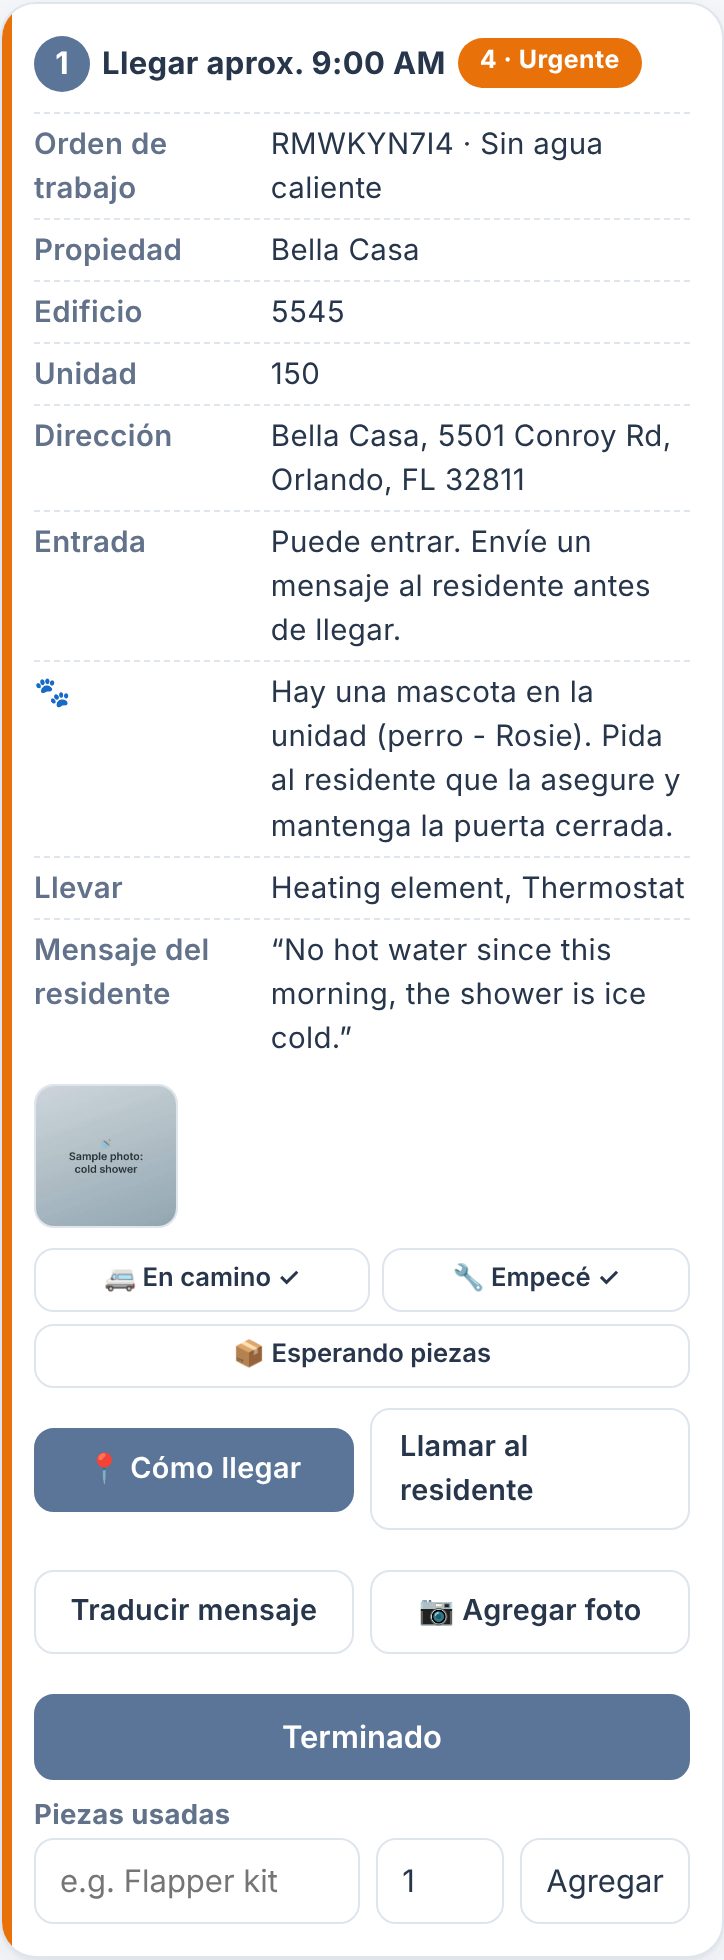 1 Llegar aprox. 9:00 AM 4 · Urgente
Orden de
trabajo
RMWKYN7I4 · Sin agua
caliente
Propiedad
Bella Casa
Edificio
5545
Unidad
150
Dirección
Bella Casa, 5501 Conroy Rd,
Orlando, FL 32811
Entrada
Puede entrar. Envíe un
mensaje al residente antes
de llegar.
Hay una mascota en la
unidad (perro - Rosie). Pida
al residente que la asegure y
mantenga la puerta cerrada.
Llevar
Heating element, Thermostat
Mensaje del
residente
“No hot water since this
morning, the shower is ice
cold.”
Sample photo:
cold shower
En camino ✓
Empecé ✓
Esperando piezas
Cómo llegar
Llamar al
residente
Traducir mensaje
Agregar foto
Terminado
Piezas usadas
e.g. Flapper kit
1
Agregar